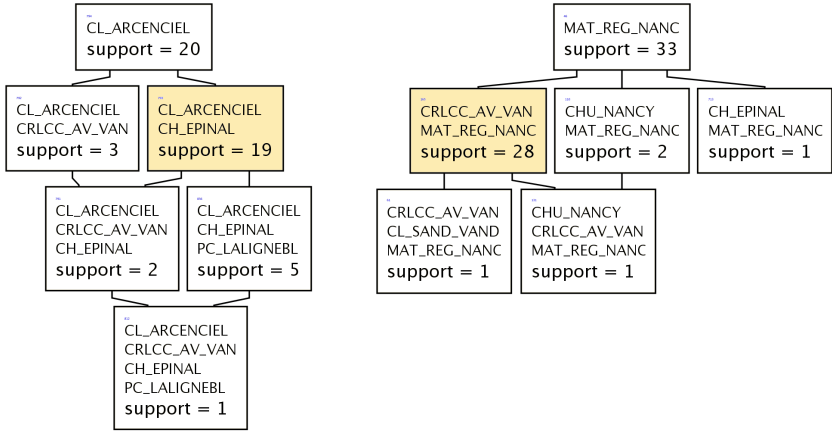 CL_ARCENCIEL
support = 20
CL_ARCENCIEL
CRLCC_AV_VAN
support = 3
CL_ARCENCIEL
CH_EPINAL
support = 19
CL_ARCENCIEL
CRLCC_AV_VAN
CH_EPINAL
support = 2
CL_ARCENCIEL
CH_EPINAL
PC_LALIGNEBL
support = 5
CL_ARCENCIEL
CRLCC_AV_VAN
CH_EPINAL
PC_LALIGNEBL
support = 1
MAT_REG_NANC
support = 33
CRLCC_AV_VAN
MAT_REG_NANC
support = 28
CHU_NANCY
MAT_REG_NANC
support = 2
CH_EPINAL
MAT_REG_NANC
support = 1
CRLCC_AV_VAN
CL_SAND_VAND
MAT_REG_NANC
support = 1
CHU_NANCY
CRLCC_AV_VAN
MAT_REG_NANC
support = 1